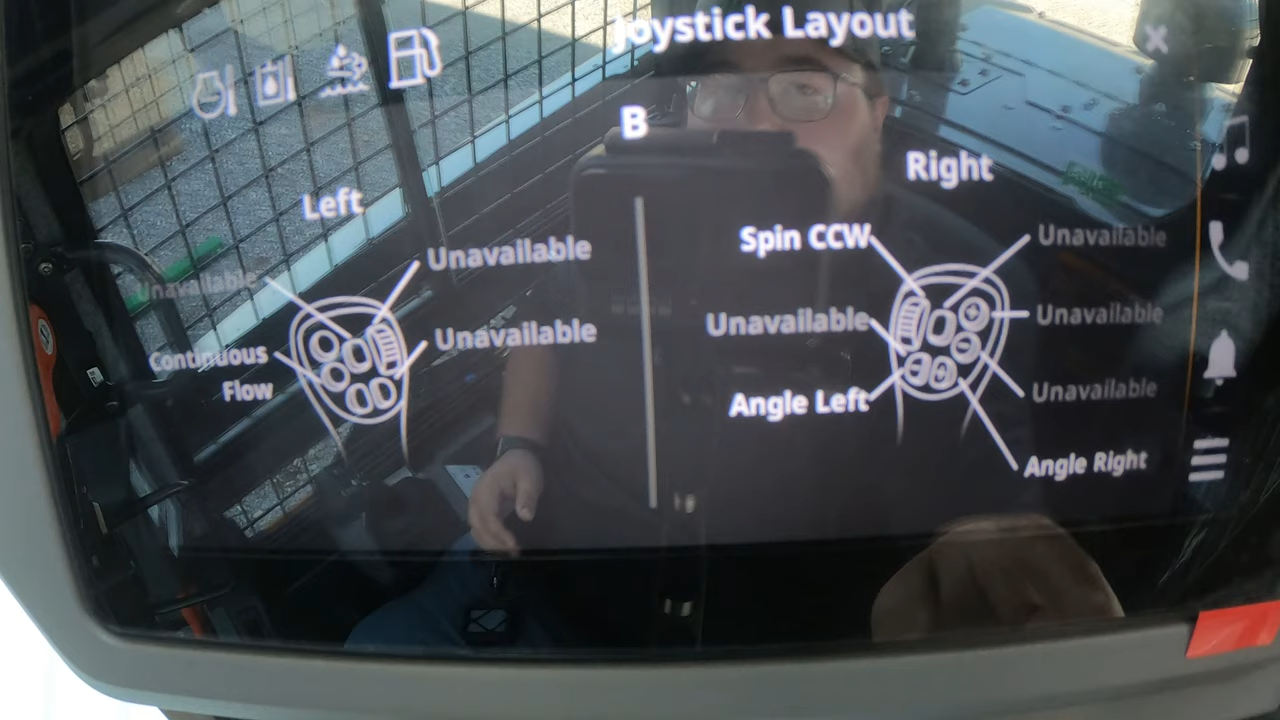 Joystick Layout
B
Left
Unavailable
Unavailable
Continuous
Flow
Unavailable
Right
Spin CCW
Unavailable
Unavailable
Unavailable
Angle Left
Unavailable
Angle Right